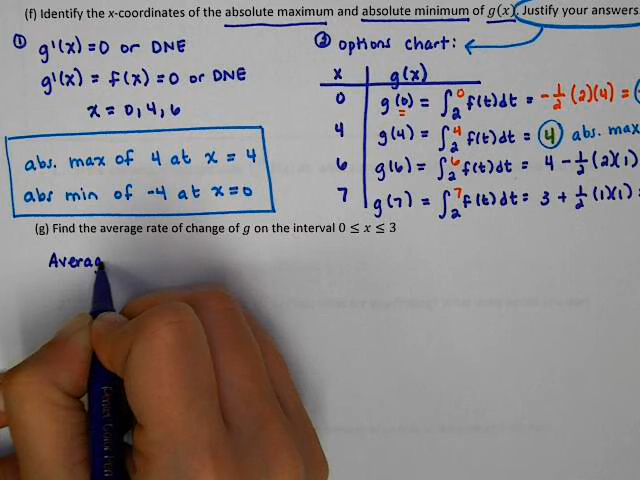 (f) Identify the x-coordinates of the absolute maximum and absolute minimum of g(x). Justify your answers.
① g'(x) = 0 or DNE
g'(x) = f(x) = 0 or DNE
x = 0, 4, 6
abs. max of 4 at x = 4
abs min of -4 at x = 0
② options chart:
x g(x)
0 g(0) = ∫₂⁰ f(t)dt = -½(2)(4) =
4 g(4) = ∫₂⁴ f(t)dt = 4 abs. max
6 g(6) = ∫₂⁶ f(t)dt = 4 - ½(2)(1)
7 g(7) = ∫₂⁷ f(t)dt = 3 + ½(1)(1) =
(g) Find the average rate of change of g on the interval 0 ≤ x ≤ 3
Averag